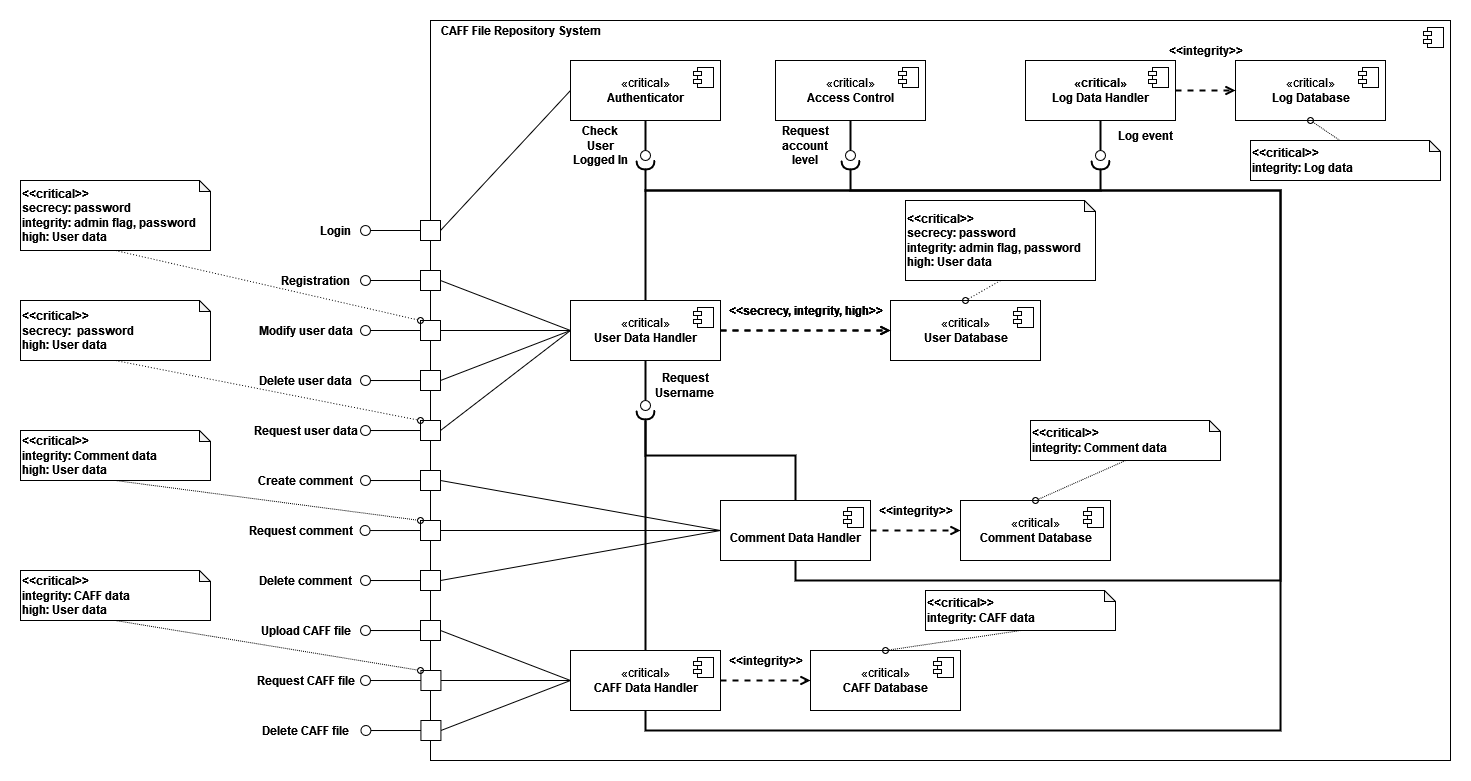 CAFF File Repository System
<<integrity>>
«critical»
Authenticator
«critical»
Access Control
«critical»
Log Data Handler
«critical»
Log Database
Check
User
Logged In
Request
account
level
Log event
<<critical>>
integrity: Log data
<<critical>>
secrecy: password
integrity: admin flag, password
high: User data
<<critical>>
secrecy: password
integrity: admin flag, password
high: User data
Login
Registration
<<critical>>
secrecy:  password
high: User data
Modify user data
«critical»
User Data Handler
<<secrecy, integrity, high>>
«critical»
User Database
Delete user data
Request
Username
Request user data
<<critical>>
integrity: Comment data
high: User data
<<critical>>
integrity: Comment data
Create comment
Request comment
Comment Data Handler
<<integrity>>
«critical»
Comment Database
Delete comment
<<critical>>
integrity: CAFF data
high: User data
<<critical>>
integrity: CAFF data
Upload CAFF file
Request CAFF file
«critical»
CAFF Data Handler
<<integrity>>
«critical»
CAFF Database
Delete CAFF file